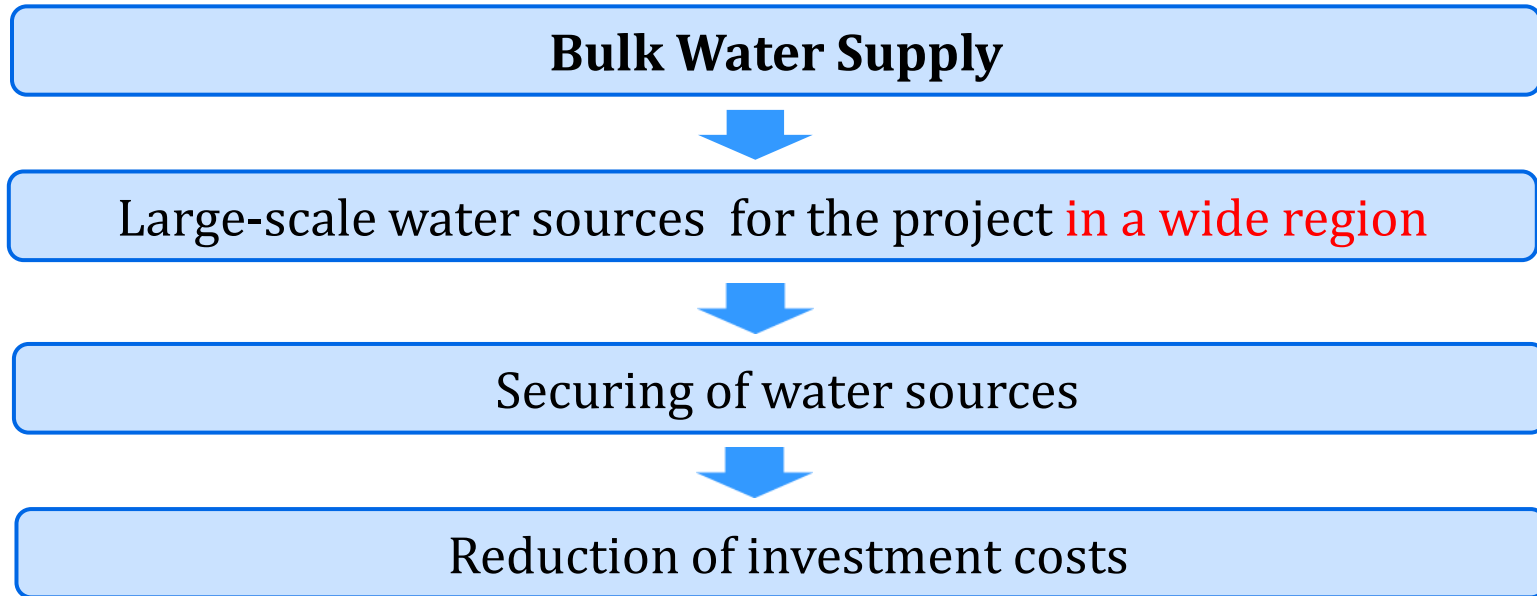 Bulk Water Supply
Large-scale water sources  for the project in a wide region
Securing of water sources
Reduction of investment costs